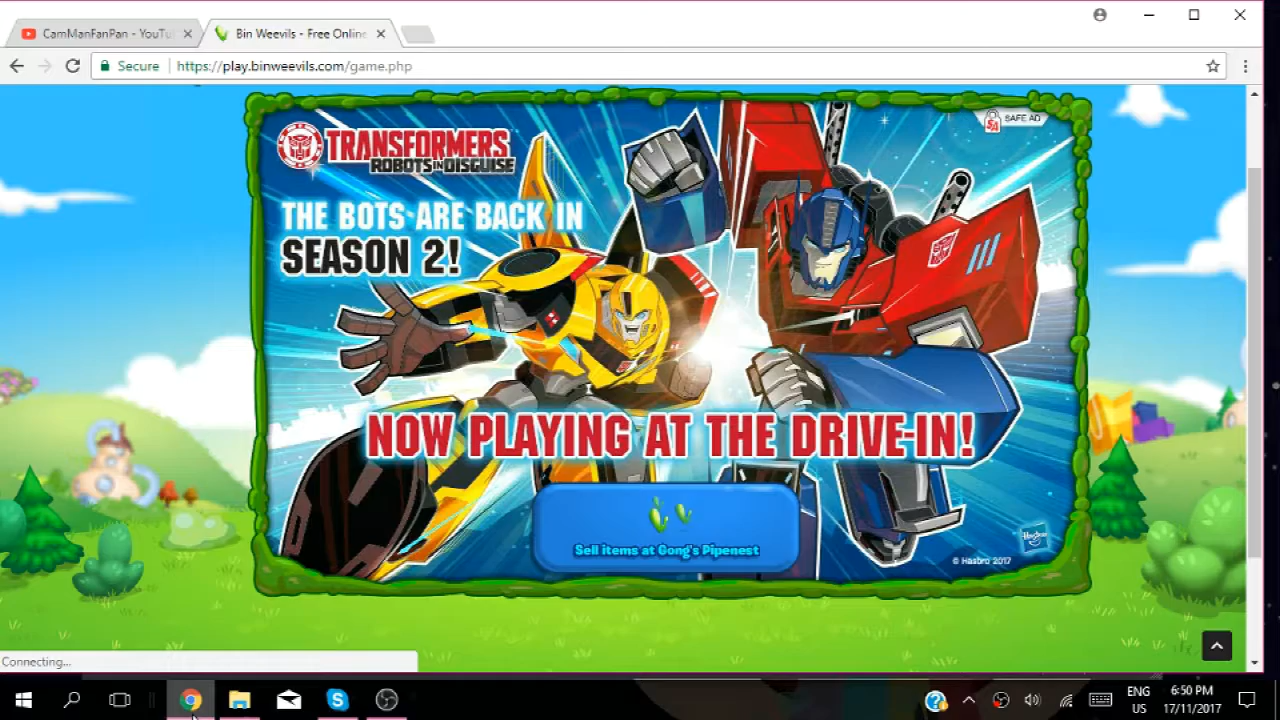 CamManFanPan - YouTu
Bin Weevils - Free Online
Secure
https://play.binweevils.com/game.php
SAFE AD
TRANSFORMERS
ROBOTS IN DISGUISE
THE BOTS ARE BACK IN
SEASON 2!
NOW PLAYING AT THE DRIVE-IN!
Sell items at Gong's Pipenest
Hasbro
© Hasbro 2017
Connecting...
ENG
US
6:50 PM
17/11/2017